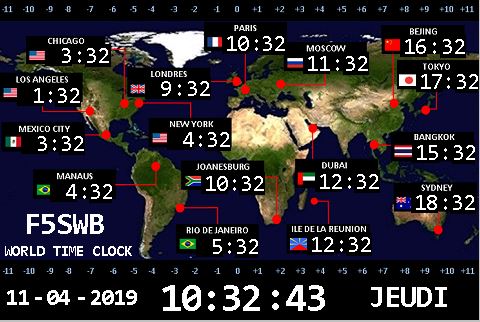 -11 -10 -9 -8 -7 -6 -5 -4 -3 -2 -1 0 +1 +2 +3 +4 +5 +6 +7 +8 +9 +10 +11
PARIS
10:32
BEJING
16:32
CHICAGO
3:32
MOSCOW
11:32
TOKYO
17:32
LONDRES
9:32
LOS ANGELES
1:32
MEXICO CITY
3:32
NEW YORK
4:32
BANGKOK
15:32
MANAUS
4:32
JOANESBURG
10:32
DUBAI
12:32
SYDNEY
18:32
F5SWB
WORLD TIME CLOCK
RIO DE JANEIRO
5:32
ILE DE LA REUNION
12:32
-11 -10 -9 -8 -7 -6 -5 -4 -3 -2 -1 0 +1 +2 +3 +4 +5 +6 +7 +8 +9 +10 +11
11-04-2019 10:32:43 JEUDI